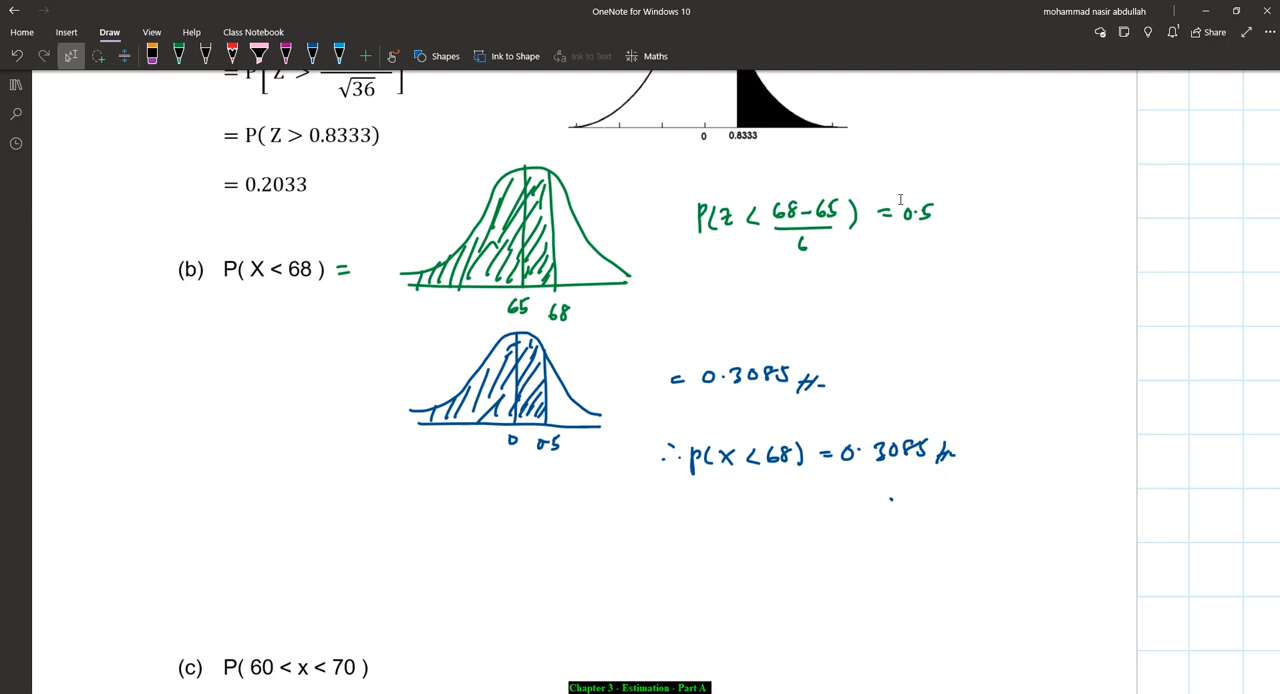 OneNote for Windows 10
mohammad nasir abdullah
Home Insert Draw View Help Class Notebook
Share
Shapes Ink to Shape Ink to Text Maths
= P[ Z > √36 ]
= P( Z > 0.8333)
= 0.2033
0 0.8333
P(Z < 68-65 / 6 ) = 0.5
(b) P( X < 68 ) =
65 68
= 0.3085
0 0.5
∴ P(X < 68) = 0.3085
(c) P( 60 < x < 70 )
Chapter 3 - Estimation - Part A